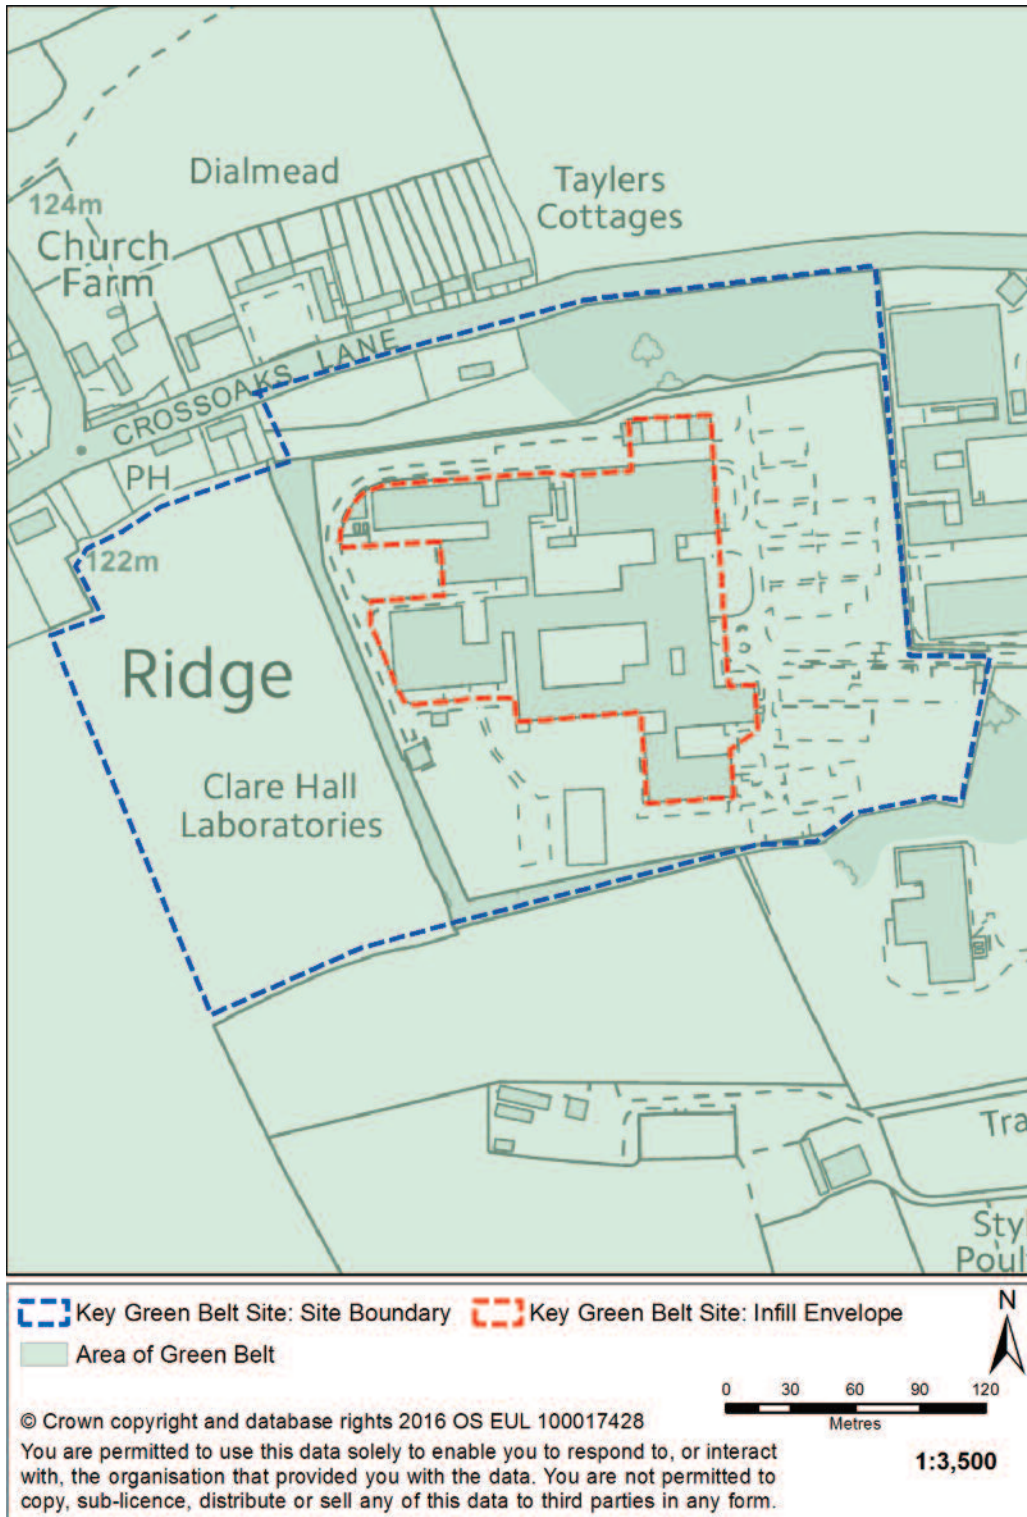 Dialmead
Taylers
Cottages
124m
Church
Farm
CROSSOAKS LANE
PH
122m
Ridge
Clare Hall
Laboratories
Tra
Sty
Poul
Key Green Belt Site: Site Boundary
Key Green Belt Site: Infill Envelope
N
Area of Green Belt
0 30 60 90 120
Metres
© Crown copyright and database rights 2016 OS EUL 100017428
You are permitted to use this data solely to enable you to respond to, or interact
with, the organisation that provided you with the data. You are not permitted to
copy, sub-licence, distribute or sell any of this data to third parties in any form.
1:3,500